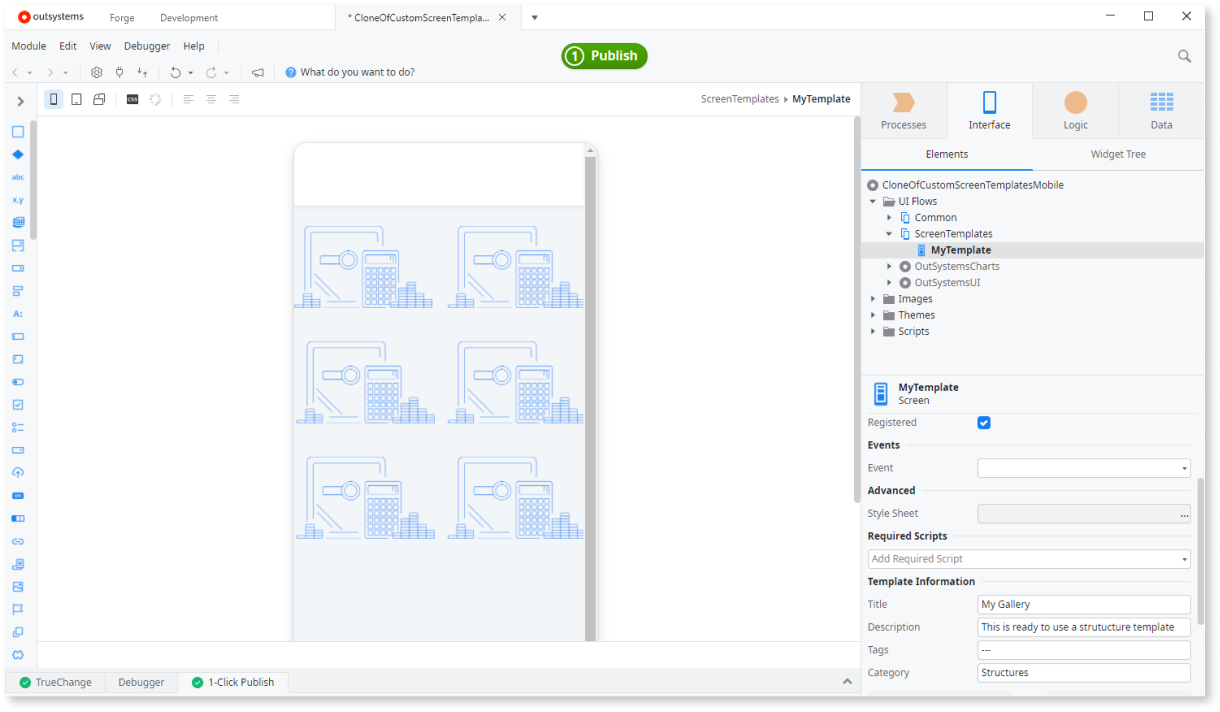 outsystems Forge Development * CloneOfCustomScreenTempla...
Module Edit View Debugger Help
1 Publish
What do you want to do?
ScreenTemplates MyTemplate
css
abc
x.y
A:
Processes Interface Logic Data
Elements Widget Tree
CloneOfCustomScreenTemplatesMobile
UI Flows
Common
ScreenTemplates
MyTemplate
OutSystemsCharts
OutSystemsUI
Images
Themes
Scripts
MyTemplate
Screen
Registered
Events
Event
Advanced
Style Sheet ...
Required Scripts
Add Required Script
Template Information
Title My Gallery
Description This is ready to use a strutucture template
Tags ---
Category Structures
TrueChange Debugger 1-Click Publish